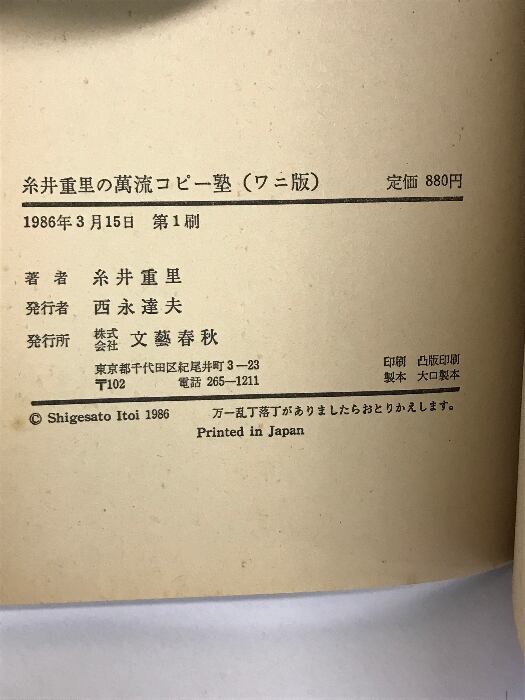 糸井重里の萬流コピー塾（ワニ版） 定価 880円
1986年3月15日 第1刷
著者 糸井重里
発行者 西永達夫
発行所 株式会社 文藝春秋
東京都千代田区紀尾井町3—23
〒102 電話 265—1211
印刷 凸版印刷
製本 大口製本
© Shigesato Itoi 1986 万一乱丁落丁がありましたらおとりかえします。
Printed in Japan